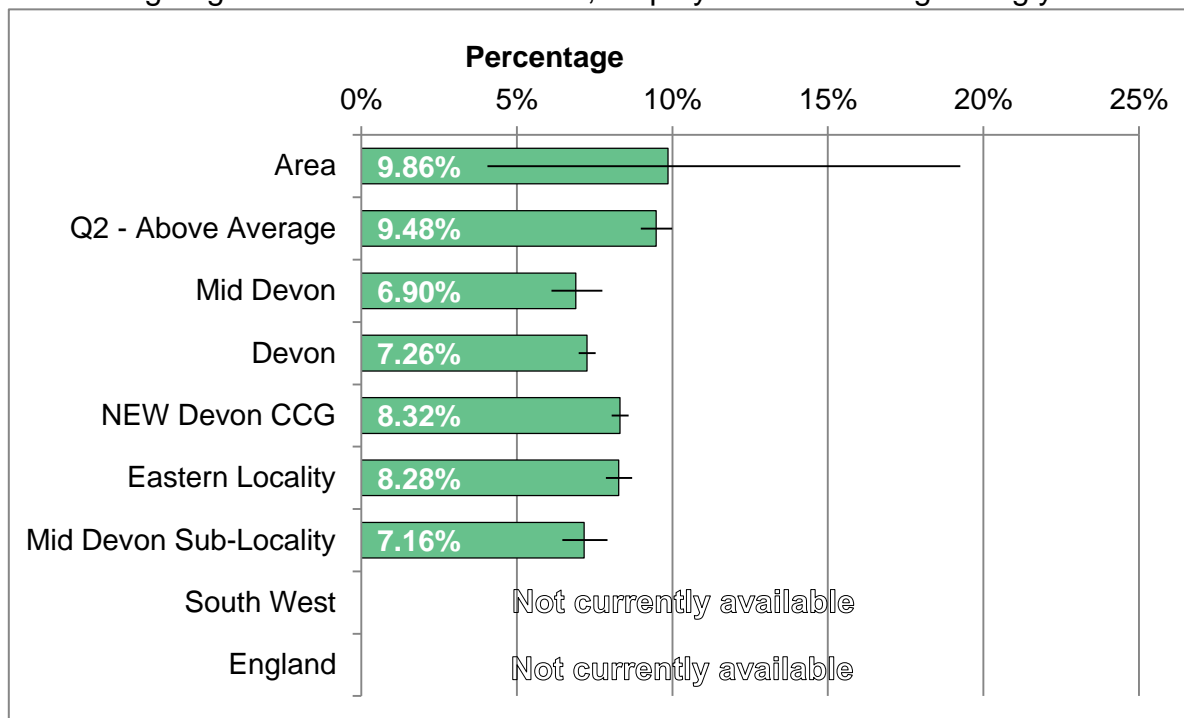 Percentage
0% 5% 10% 15% 20% 25%
Area 9.86%
Q2 - Above Average 9.48%
Mid Devon 6.90%
Devon 7.26%
NEW Devon CCG 8.32%
Eastern Locality 8.28%
Mid Devon Sub-Locality 7.16%
South West Not currently available
England Not currently available